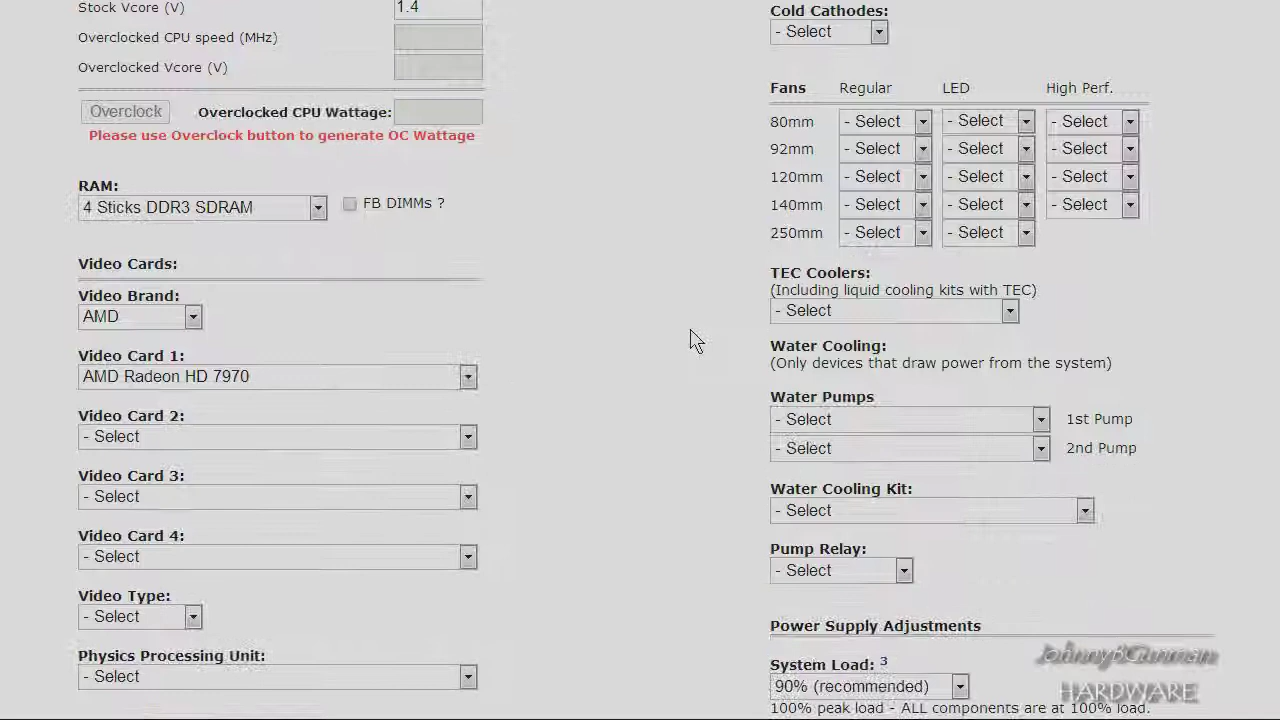 Stock Vcore (V) 1.4
Overclocked CPU speed (MHz)
Overclocked Vcore (V)
Overclock Overclocked CPU Wattage:
Please use Overclock button to generate OC Wattage
RAM:
4 Sticks DDR3 SDRAM FB DIMMs ?
Video Cards:
Video Brand:
AMD
Video Card 1:
AMD Radeon HD 7970
Video Card 2:
- Select
Video Card 3:
- Select
Video Card 4:
- Select
Video Type:
- Select
Physics Processing Unit:
- Select
Cold Cathodes:
- Select
Fans Regular LED High Perf.
80mm - Select - Select - Select
92mm - Select - Select - Select
120mm - Select - Select - Select
140mm - Select - Select - Select
250mm - Select - Select
TEC Coolers:
(Including liquid cooling kits with TEC)
- Select
Water Cooling:
(Only devices that draw power from the system)
Water Pumps
- Select 1st Pump
- Select 2nd Pump
Water Cooling Kit:
- Select
Pump Relay:
- Select
Power Supply Adjustments
System Load: 3
90% (recommended)
100% peak load - ALL components are at 100% load.
JohnnyBGunman
HARDWARE